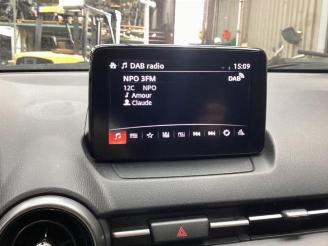 DAB radio 15:09
NPO 3FM DAB
12C NPO
Amour
Claude